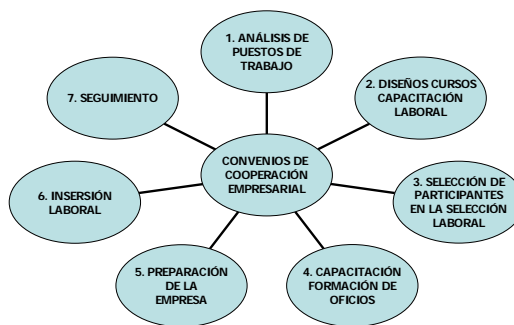 1. ANÁLISIS DE
PUESTOS DE
TRABAJO
2. DISEÑOS CURSOS
CAPACITACIÓN
LABORAL
3. SELECCIÓN DE
PARTICIPANTES
EN LA SELECCIÓN
LABORAL
4. CAPACITACIÓN
FORMACIÓN DE
OFICIOS
5. PREPARACIÓN
DE LA
EMPRESA
6. INSERSIÓN
LABORAL
7. SEGUIMIENTO
CONVENIOS DE
COOPERACIÓN
EMPRESARIAL